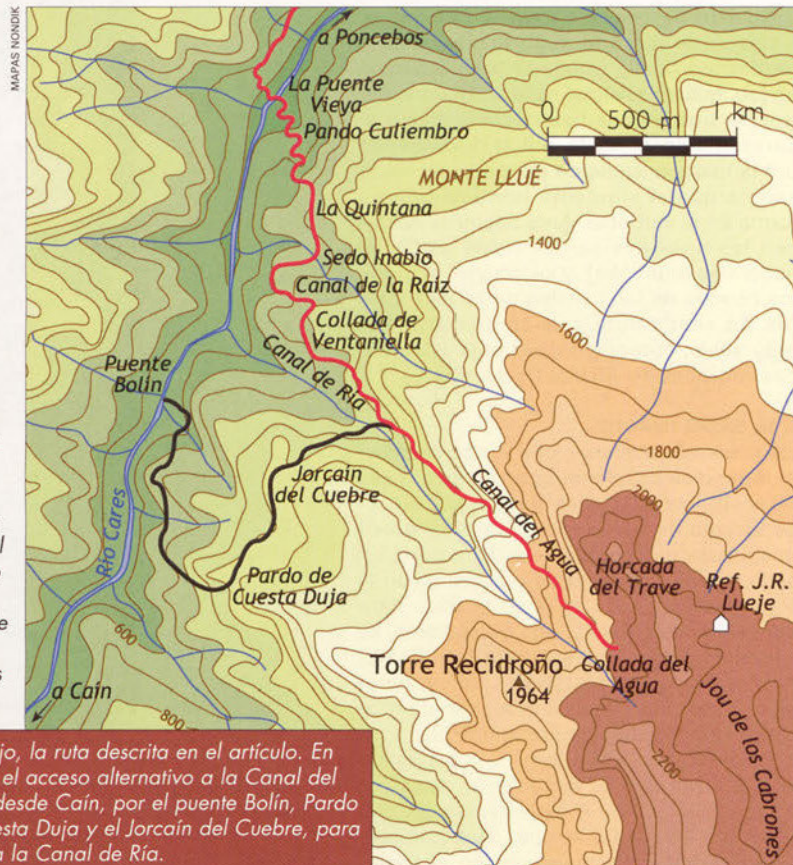 MAPAS NONDIK
a Poncebos
La Puente
Vieya
Pando Culiembro
0 500 m 1 km
MONTE LLUÉ
La Quintana
1400
Sedo Inabio
Canal de la Raiz
Collada de
Ventaniella
1600
Puente
Bolín
Canal de Ría
1800
Jorcaín
del Cuebre
Canal del Agua
2000
Río Cares
Horcada
del Trave
Ref. J.R.
Lueje
Pardo de
Cuesta Duja
600
Torre Recidroño
1964
Collada del
Agua
a Caín
800
2200
Jou de los Cabrones
jo, la ruta descrita en el artículo. En
el acceso alternativo a la Canal del
desde Caín, por el puente Bolín, Pardo
esta Duja y el Jorcaín del Cuebre, para
a la Canal de Ría.